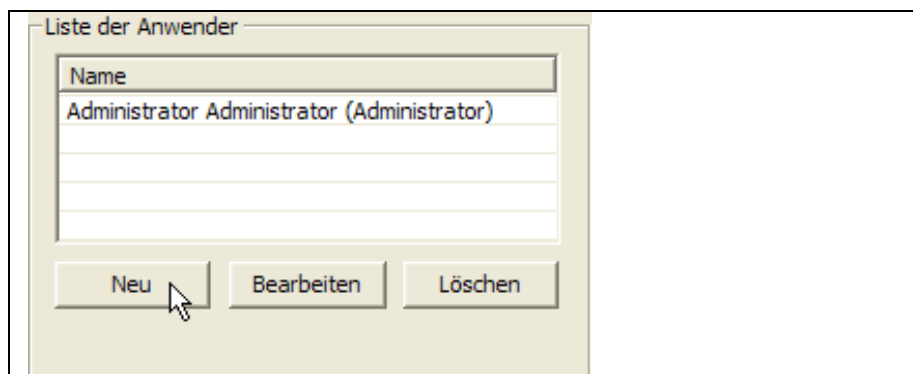 Liste der Anwender
Name
Administrator Administrator (Administrator)
Neu Bearbeiten Löschen